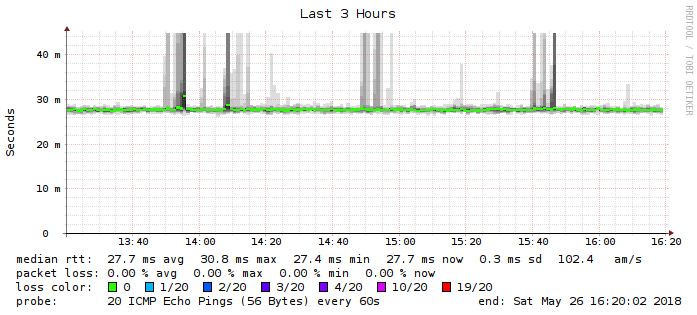 Last 3 Hours
RRDTOOL / TOBI OETIKER
Seconds
40 m
30 m
20 m
10 m
0
13:40 14:00 14:20 14:40 15:00 15:20 15:40 16:00 16:20
median rtt: 27.7 ms avg 30.8 ms max 27.4 ms min 27.7 ms now 0.3 ms sd 102.4 am/s
packet loss: 0.00 % avg 0.00 % max 0.00 % min 0.00 % now
loss color: 0 1/20 2/20 3/20 4/20 10/20 19/20
probe: 20 ICMP Echo Pings (56 Bytes) every 60s end: Sat May 26 16:20:02 2018